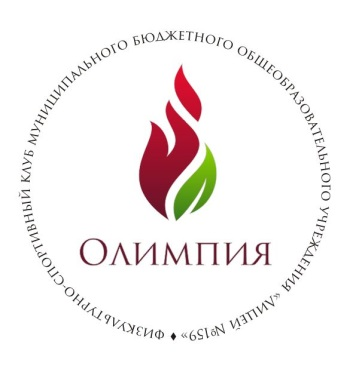 ФИЗКУЛЬТУРНО-СПОРТИВНЫЙ КЛУБ МУНИЦИПАЛЬНОГО БЮДЖЕТНОГО ОБЩЕОБРАЗОВАТЕЛЬНОГО УЧРЕЖДЕНИЯ «ЛИЦЕЙ №159» ♦
ОЛИМПИЯ